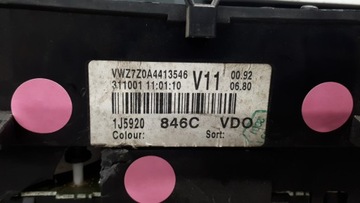 VWZ7Z0A4413546 V11 00.92
311001 11:01:10 06.80
1J5920 846C VDO
Colour: Sort: